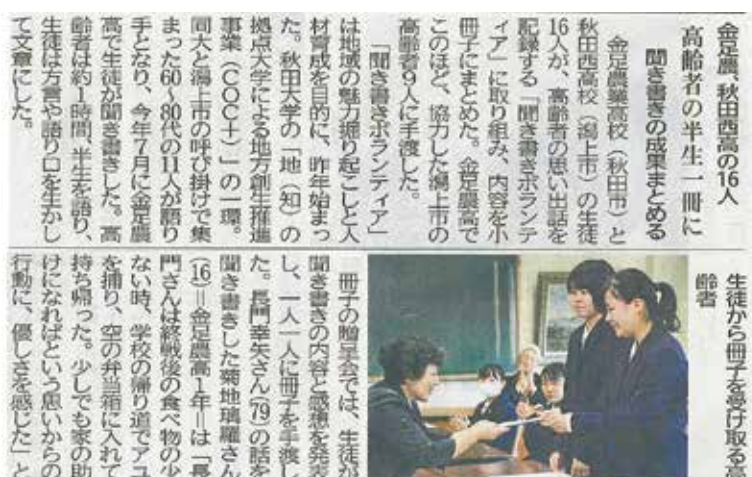 金足農、秋田西高の16人
高齢者の半生一冊に
聞き書きの成果まとめる
金足農業高校（秋田市）と
秋田西高校（潟上市）の生徒
16人が、高齢者の思い出話を
記録する「聞き書きボランテ
ィア」に取り組み、内容を小
冊子にまとめた。金足農高で
このほど、協力した潟上市の
高齢者9人に手渡した。
「聞き書きボランティア」
は地域の魅力掘り起こしと人
材育成を目的に、昨年始まっ
た。秋田大学の「地（知）の
拠点大学による地方創生推進
事業（COC＋）」の一環。
同大と潟上市の呼び掛けで集
まった60～80代の11人が語り
手となり、今年7月に金足農
高で生徒が聞き書きした。高
齢者は約1時間、半生を語り、
生徒は方言や語り口を生かし
て文章にした。
生徒から冊子を受け取る高
齢者
冊子の贈呈会では、生徒が
聞き書きの内容と感想を発表
し、一人一人に冊子を手渡し
た。長門幸矢さん(79)の話を
聞き書きした菊地璃羅さん
(16)＝金足農高1年＝は「長
門さんは終戦後の食べ物の少
ない時、学校の帰り道でアユ
を捕り、空の弁当箱に入れて
持ち帰った。少しでも家の助
けになればという思いからの
行動に、優しさを感じた」と